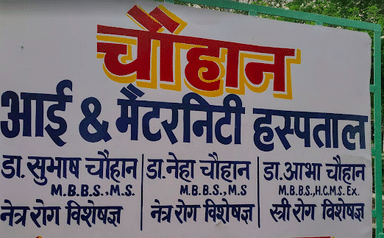 चौहान
आई & मैटरनिटी हस्पताल
डा. सुभाष चौहान
M.B.B.S., M.S.
नेत्र रोग विशेषज्ञ
डा. नेहा चौहान
M.B.B.S., M.S
नेत्र रोग विशेषज्ञ
डा. आभा चौहान
M.B.B.S., H.C.M.S. Ex.
स्त्री रोग विशेषज्ञ